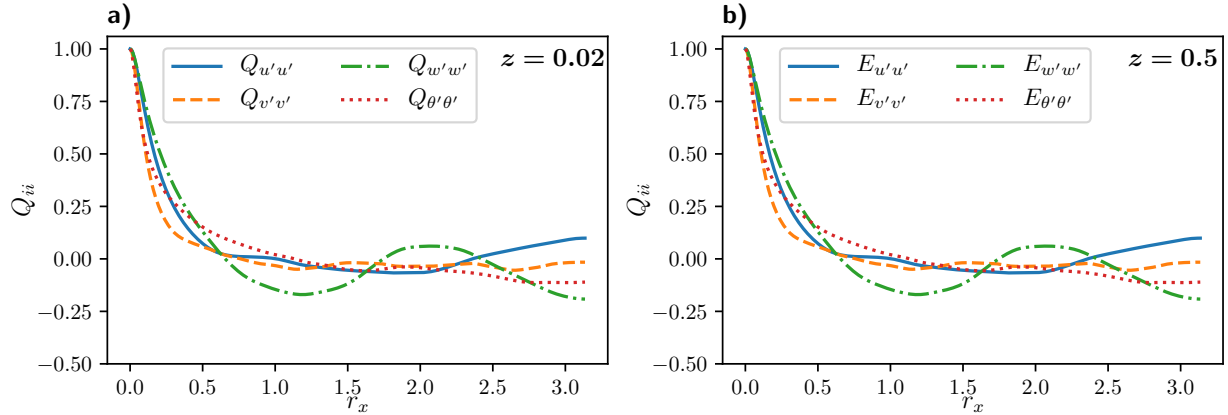 a)
z = 0.02
Q_{u'u'}
Q_{v'v'}
Q_{w'w'}
Q_{θ'θ'}
Q_{ii}
1.00
0.75
0.50
0.25
0.00
−0.25
−0.50
0.0 0.5 1.0 1.5 2.0 2.5 3.0
r_x
b)
z = 0.5
E_{u'u'}
E_{v'v'}
E_{w'w'}
E_{θ'θ'}
Q_{ii}
1.00
0.75
0.50
0.25
0.00
−0.25
−0.50
0.0 0.5 1.0 1.5 2.0 2.5 3.0
r_x